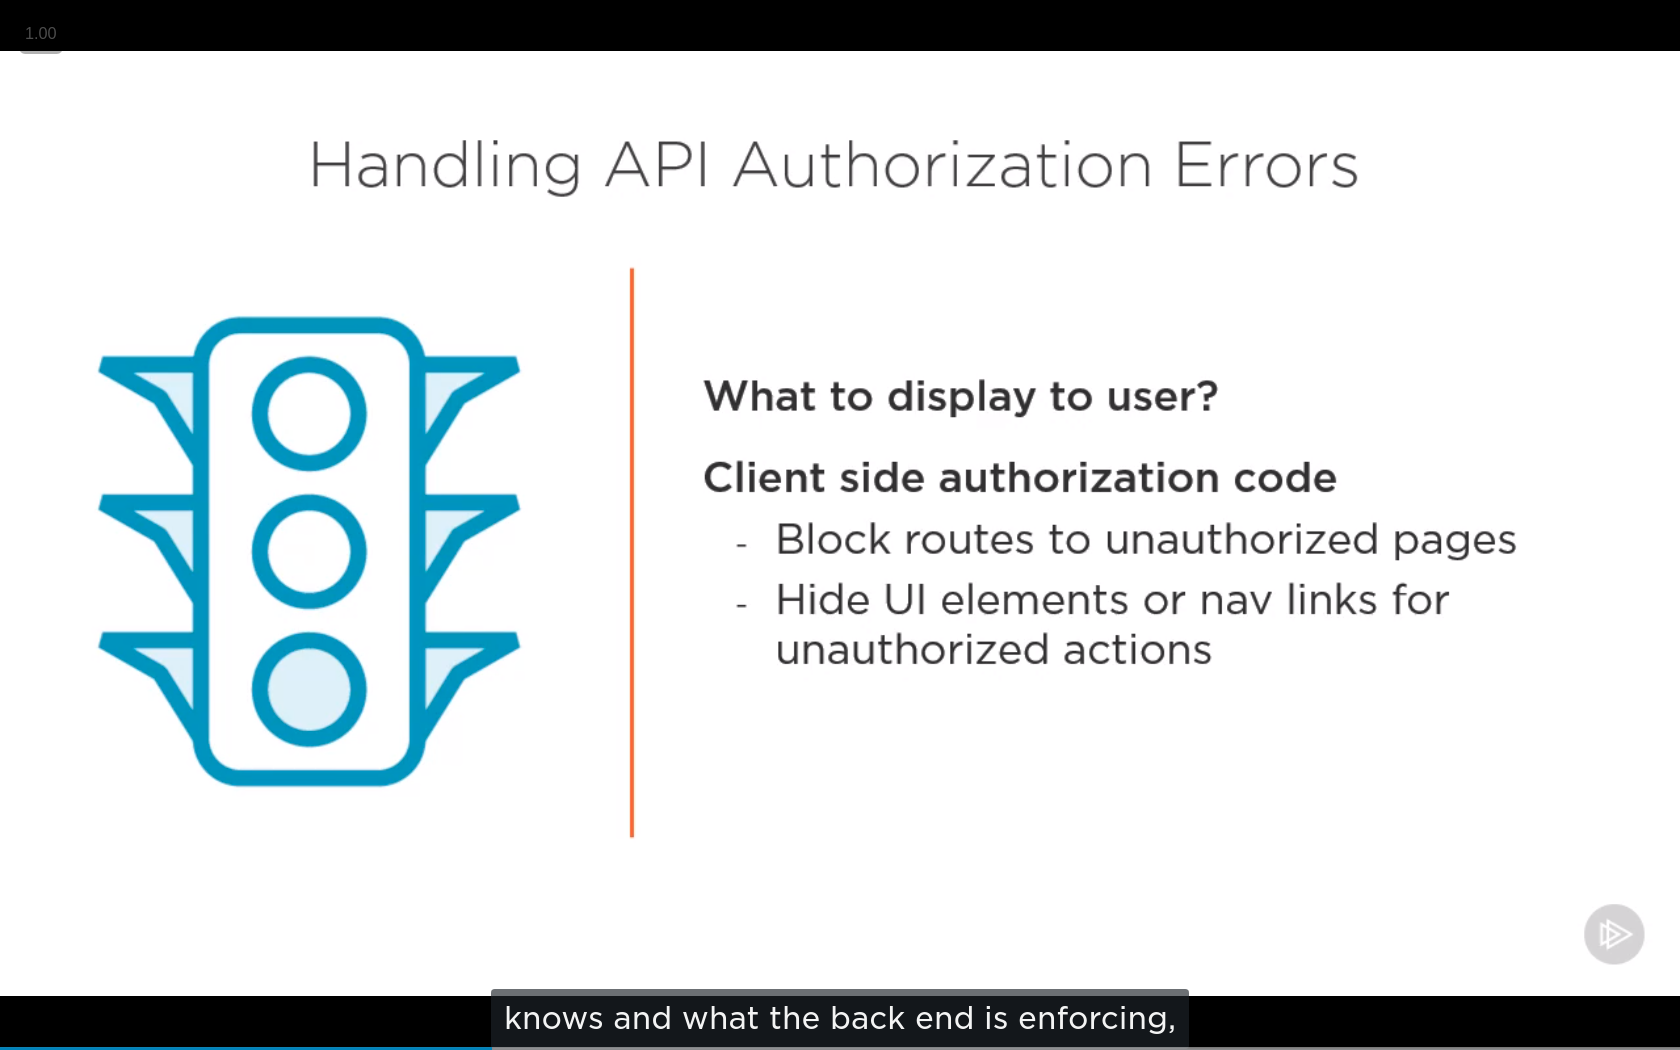 1.00
Handling API Authorization Errors
What to display to user?
Client side authorization code
- Block routes to unauthorized pages
- Hide UI elements or nav links for
unauthorized actions
knows and what the back end is enforcing,